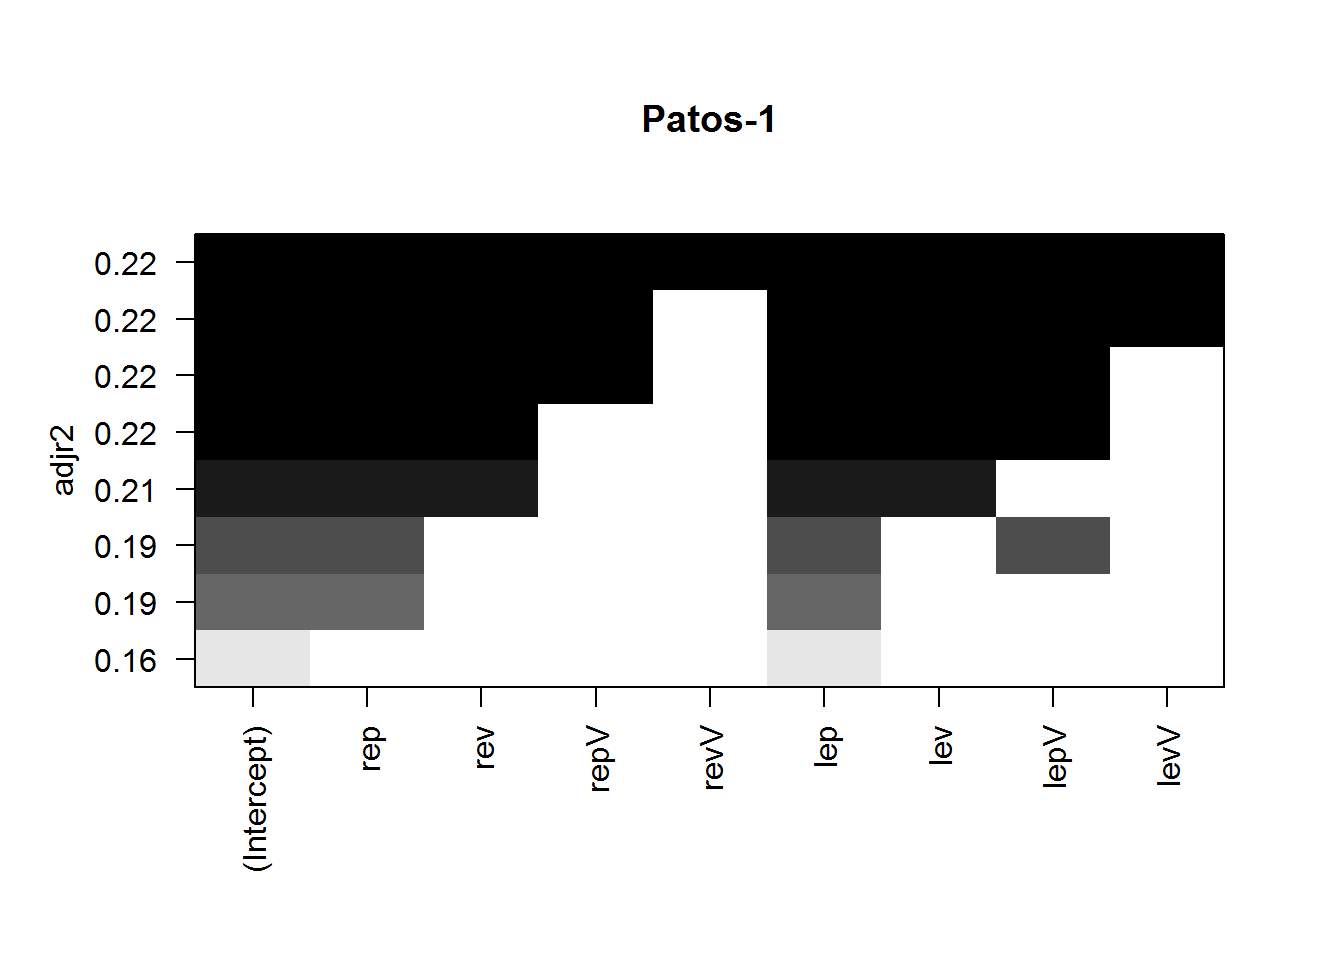 Patos-1
adjr2
0.22
0.22
0.22
0.22
0.21
0.19
0.19
0.16
(Intercept)
rep
rev
repV
revV
lep
lev
lepV
levV